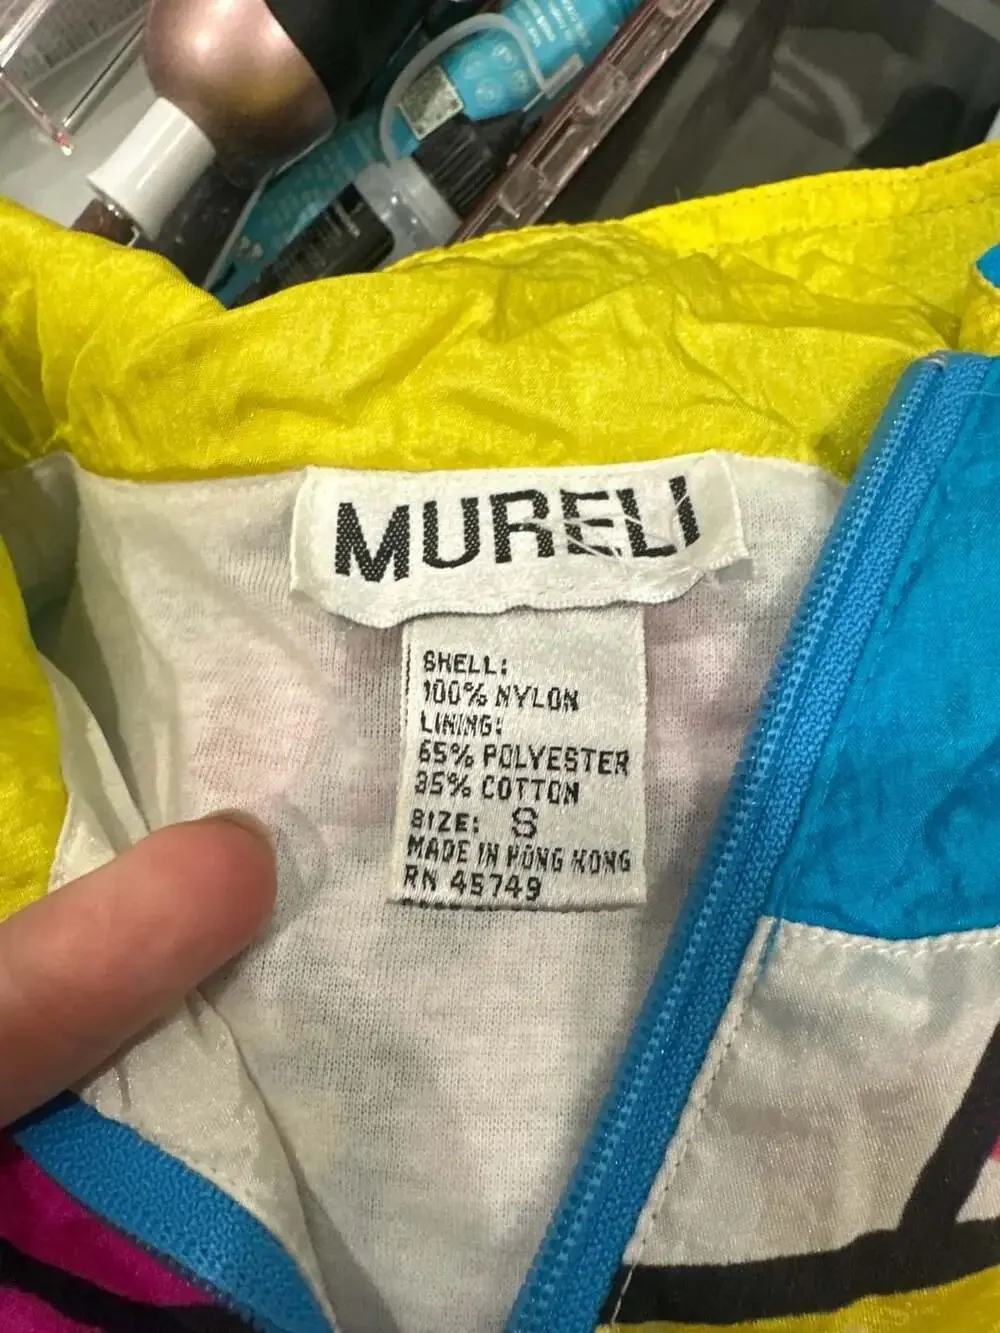 MURELI
SHELL:
100% NYLON
LINING:
65% POLYESTER
35% COTTON
SIZE: S
MADE IN HONG KONG
RN 45749